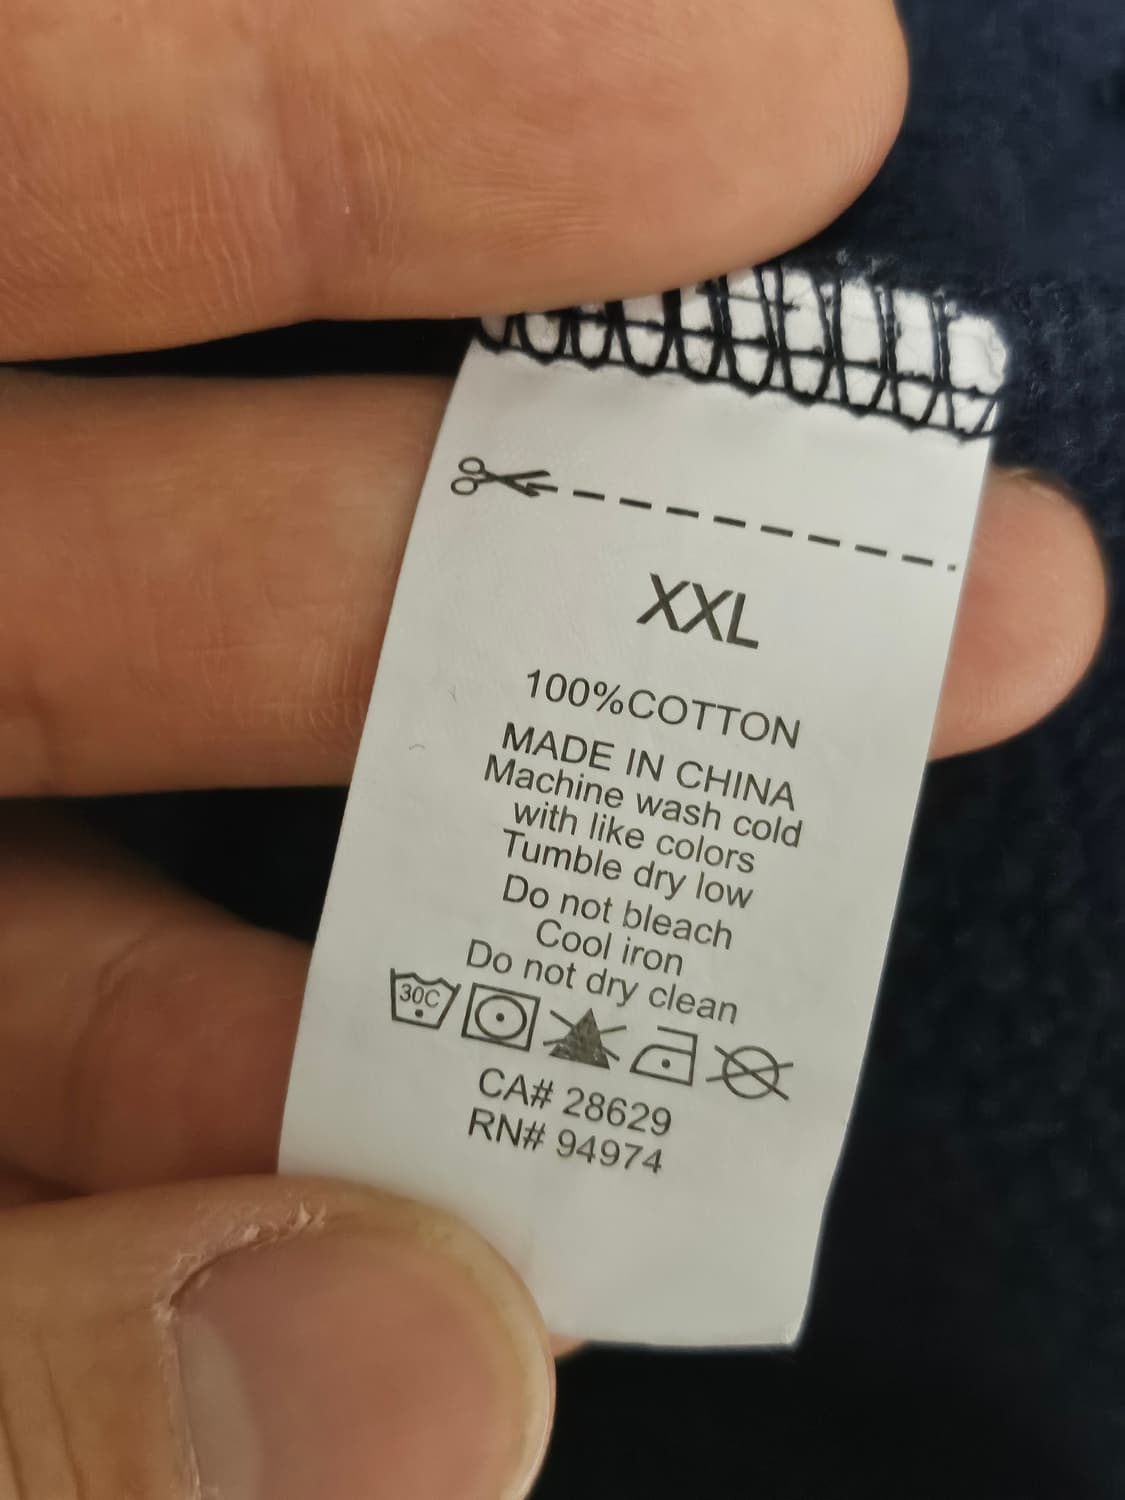 XXL
100%COTTON
MADE IN CHINA
Machine wash cold
with like colors
Tumble dry low
Do not bleach
Cool iron
Do not dry clean
30C
CA# 28629
RN# 94974